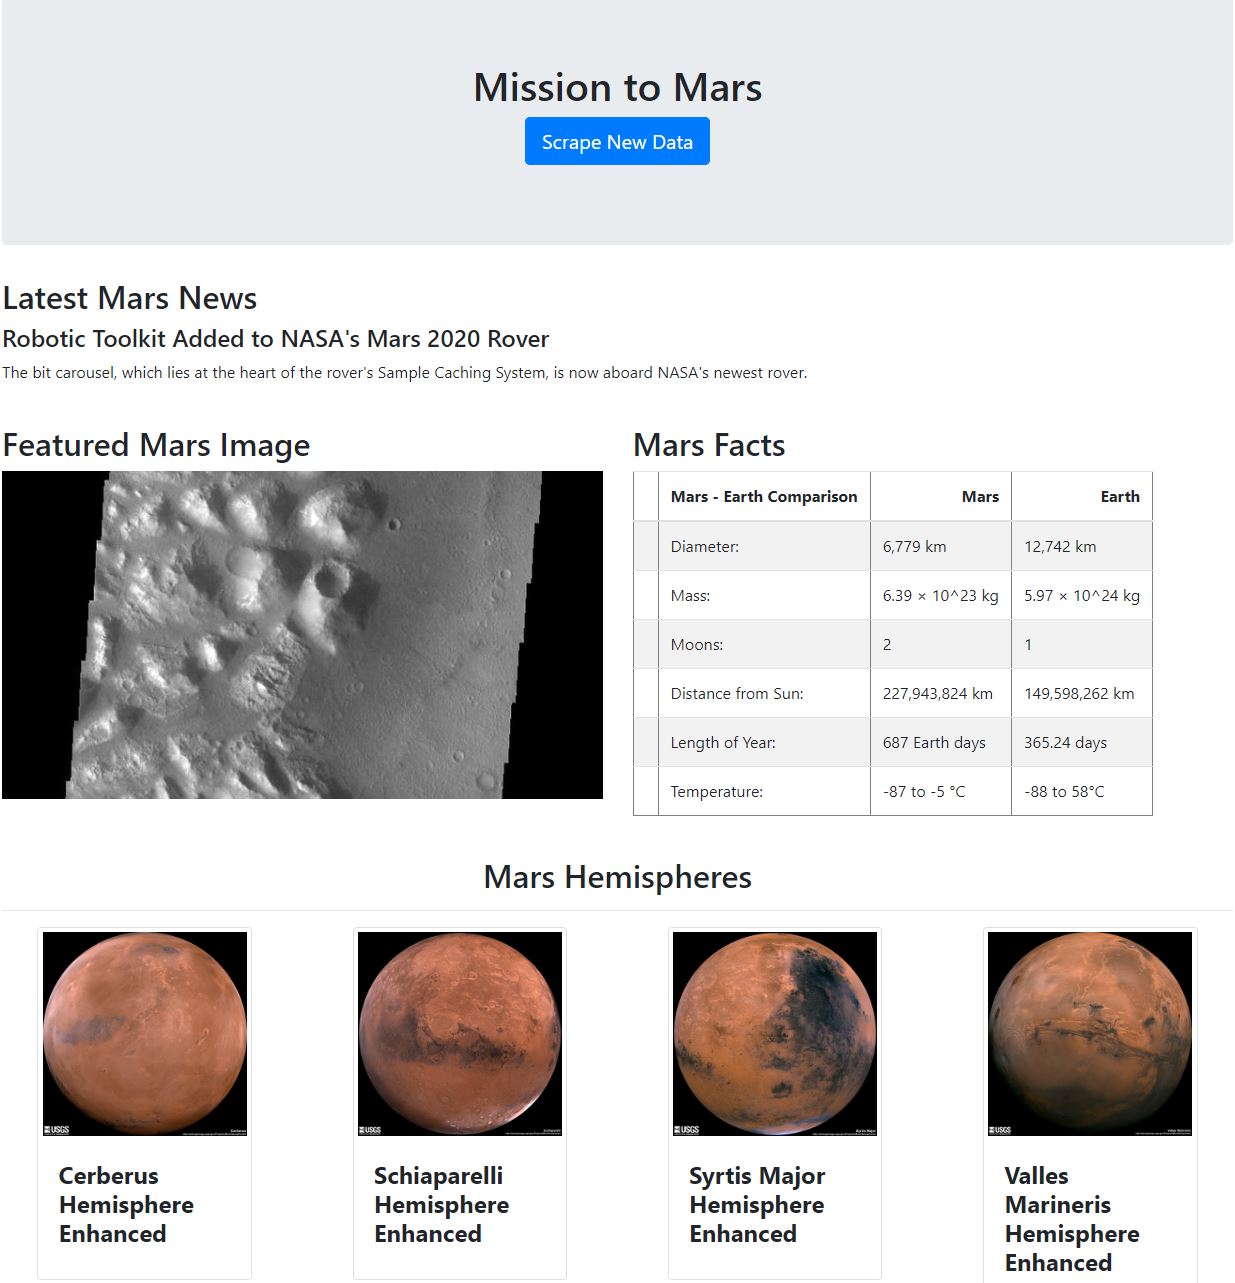 Mission to Mars
Scrape New Data
Latest Mars News
Robotic Toolkit Added to NASA's Mars 2020 Rover
The bit carousel, which lies at the heart of the rover's Sample Caching System, is now aboard NASA's newest rover.
Featured Mars Image
Mars Facts
Mars - Earth Comparison Mars Earth
Diameter: 6,779 km 12,742 km
Mass: 6.39 × 10^23 kg 5.97 × 10^24 kg
Moons: 2 1
Distance from Sun: 227,943,824 km 149,598,262 km
Length of Year: 687 Earth days 365.24 days
Temperature: -87 to -5 °C -88 to 58°C
Mars Hemispheres
USGS
USGS
USGS
USGS
Cerberus
Hemisphere
Enhanced
Schiaparelli
Hemisphere
Enhanced
Syrtis Major
Hemisphere
Enhanced
Valles
Marineris
Hemisphere
Enhanced